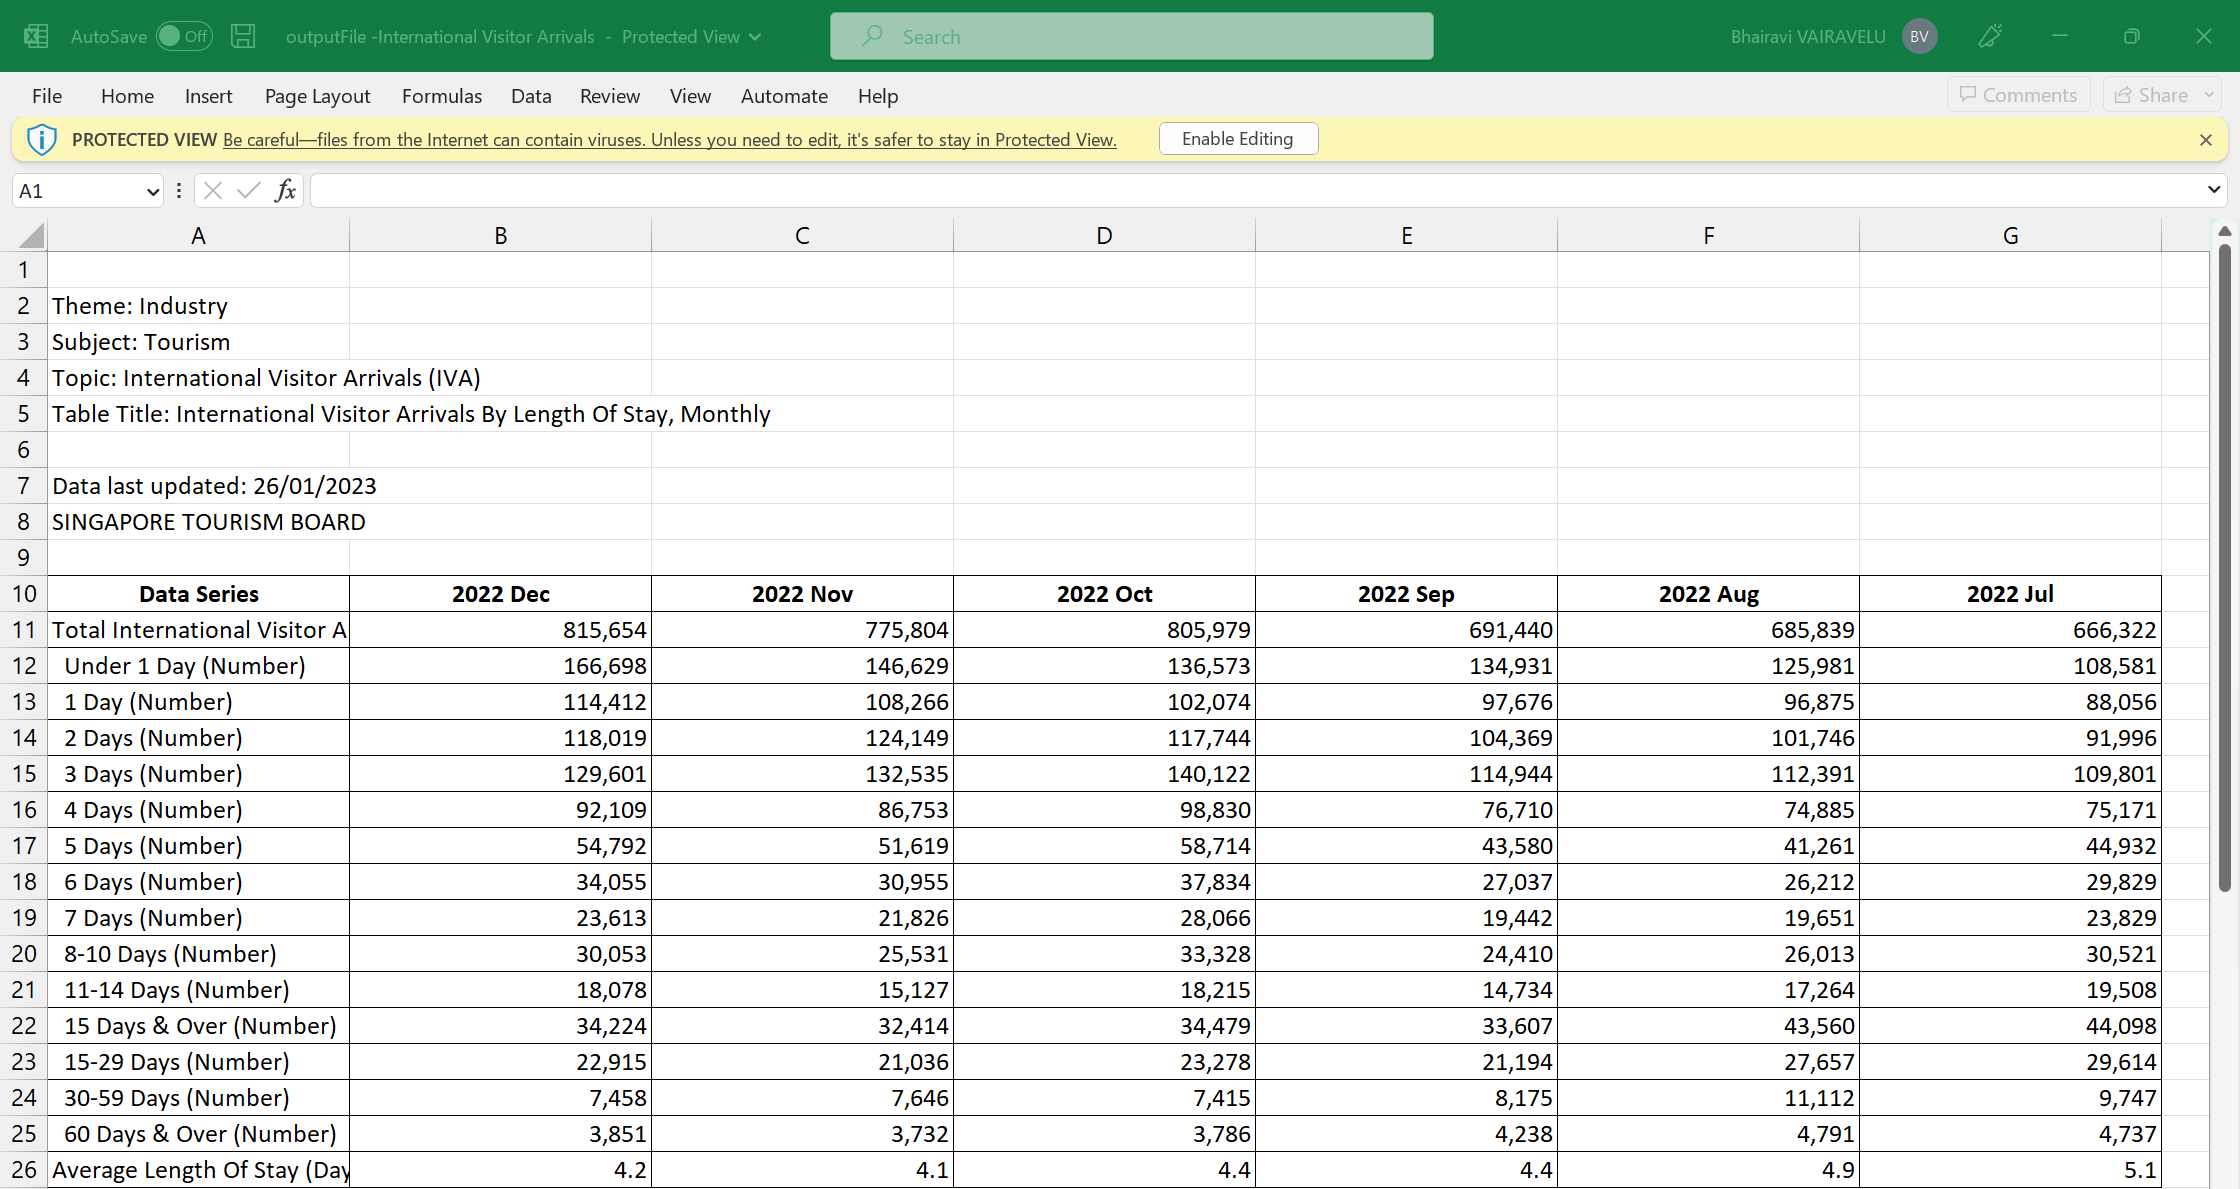 AutoSave Off outputFile -International Visitor Arrivals - Protected View Search Bhairavi VAIRAVELU BV
File Home Insert Page Layout Formulas Data Review View Automate Help Comments Share
PROTECTED VIEW Be careful—files from the Internet can contain viruses. Unless you need to edit, it's safer to stay in Protected View. Enable Editing
A1 fx
A B C D E F G
1
2 Theme: Industry
3 Subject: Tourism
4 Topic: International Visitor Arrivals (IVA)
5 Table Title: International Visitor Arrivals By Length Of Stay, Monthly
6
7 Data last updated: 26/01/2023
8 SINGAPORE TOURISM BOARD
9
10 Data Series 2022 Dec 2022 Nov 2022 Oct 2022 Sep 2022 Aug 2022 Jul
11 Total International Visitor A 815,654 775,804 805,979 691,440 685,839 666,322
12 Under 1 Day (Number) 166,698 146,629 136,573 134,931 125,981 108,581
13 1 Day (Number) 114,412 108,266 102,074 97,676 96,875 88,056
14 2 Days (Number) 118,019 124,149 117,744 104,369 101,746 91,996
15 3 Days (Number) 129,601 132,535 140,122 114,944 112,391 109,801
16 4 Days (Number) 92,109 86,753 98,830 76,710 74,885 75,171
17 5 Days (Number) 54,792 51,619 58,714 43,580 41,261 44,932
18 6 Days (Number) 34,055 30,955 37,834 27,037 26,212 29,829
19 7 Days (Number) 23,613 21,826 28,066 19,442 19,651 23,829
20 8-10 Days (Number) 30,053 25,531 33,328 24,410 26,013 30,521
21 11-14 Days (Number) 18,078 15,127 18,215 14,734 17,264 19,508
22 15 Days & Over (Number) 34,224 32,414 34,479 33,607 43,560 44,098
23 15-29 Days (Number) 22,915 21,036 23,278 21,194 27,657 29,614
24 30-59 Days (Number) 7,458 7,646 7,415 8,175 11,112 9,747
25 60 Days & Over (Number) 3,851 3,732 3,786 4,238 4,791 4,737
26 Average Length Of Stay (Day 4.2 4.1 4.4 4.4 4.9 5.1